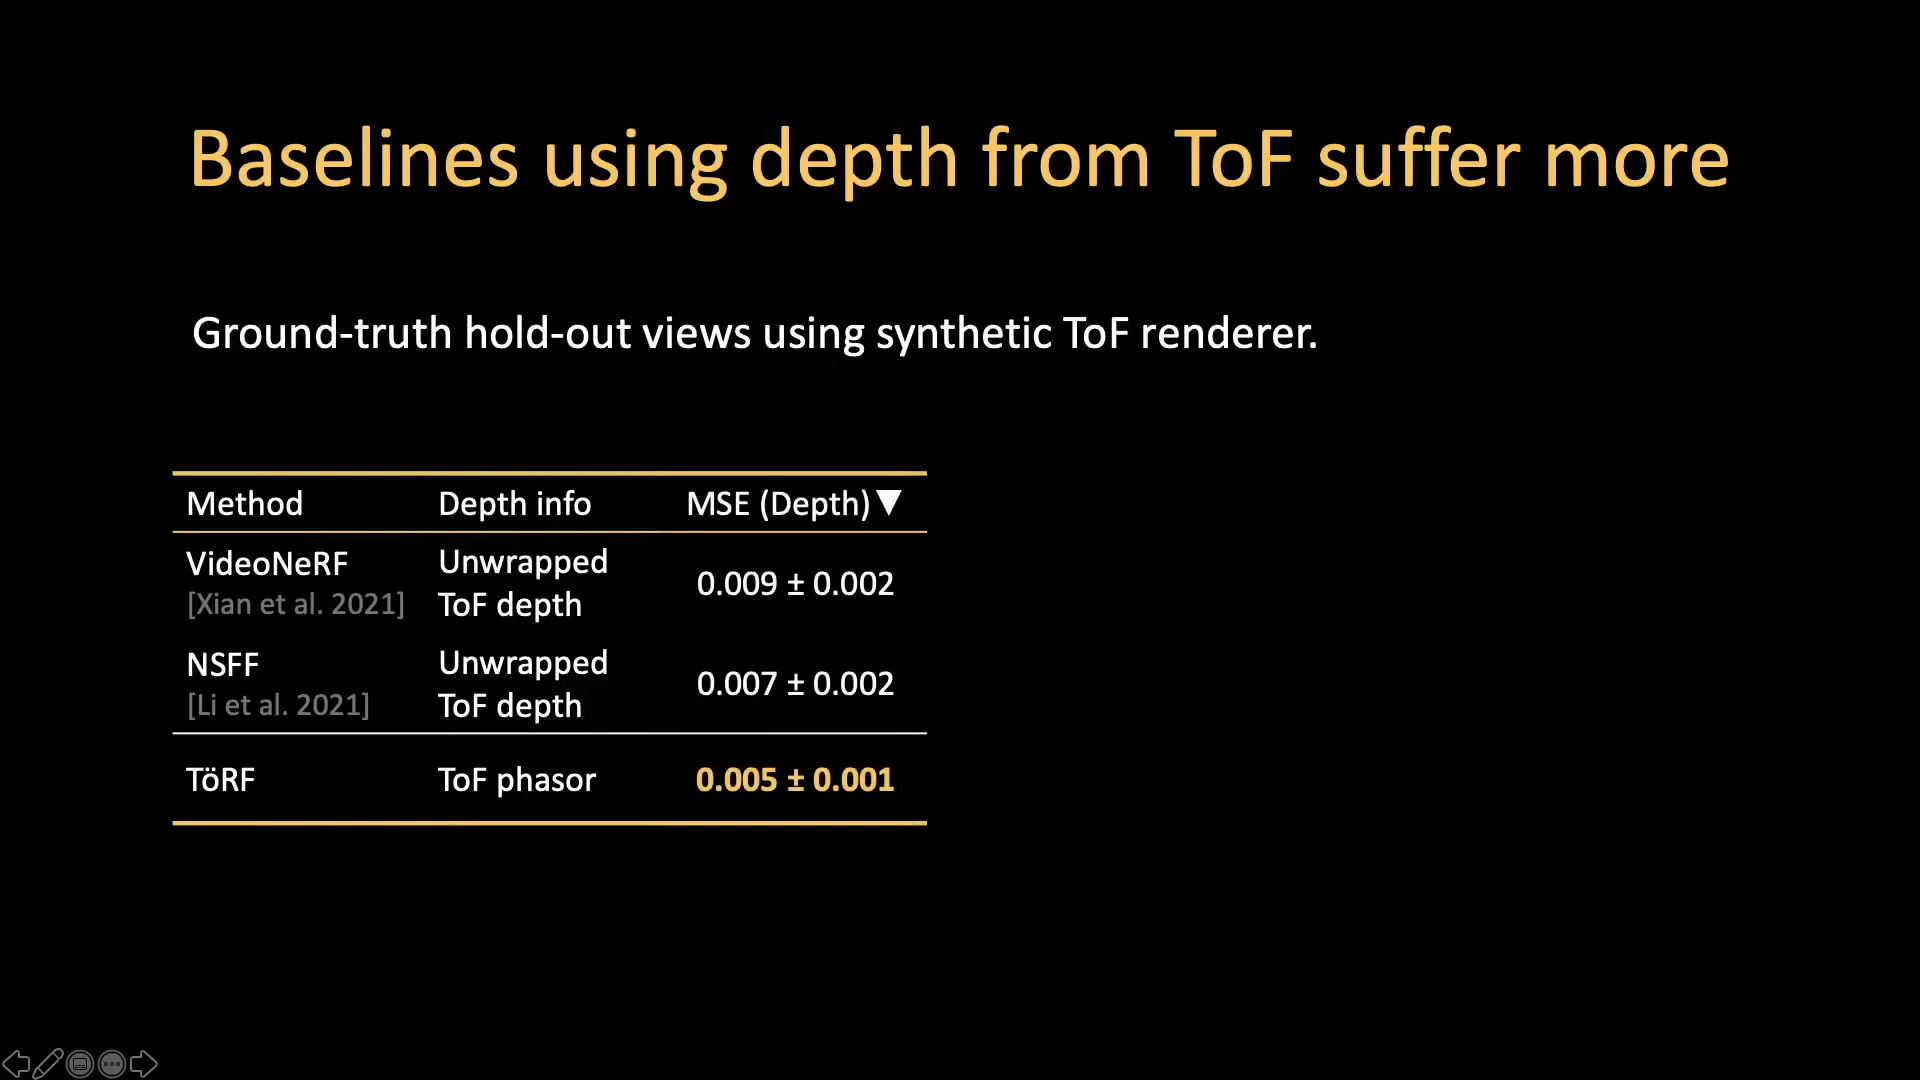 Baselines using depth from ToF suffer more
Ground-truth hold-out views using synthetic ToF renderer.
Method Depth info MSE (Depth)▼
VideoNeRF Unwrapped
[Xian et al. 2021] ToF depth 0.009 ± 0.002
NSFF Unwrapped
[Li et al. 2021] ToF depth 0.007 ± 0.002
TöRF ToF phasor 0.005 ± 0.001